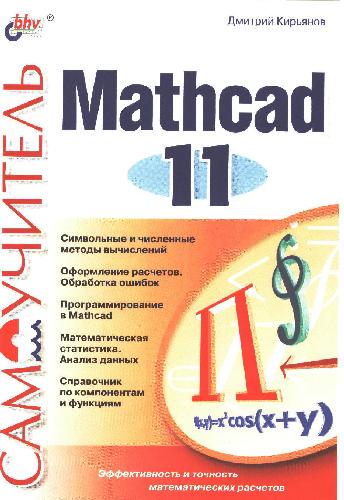 bhv
®
Дмитрий Кирьянов
САМОУЧИТЕЛЬ
Mathcad
11
Символьные и численные
методы вычислений
Оформление расчетов.
Обработка ошибок
Программирование
в Mathcad
Математическая
статистика.
Анализ данных
Справочник
по компонентам
и функциям
f(x,y)=x²cos(x+y)
Эффективность и точность
математических расчетов